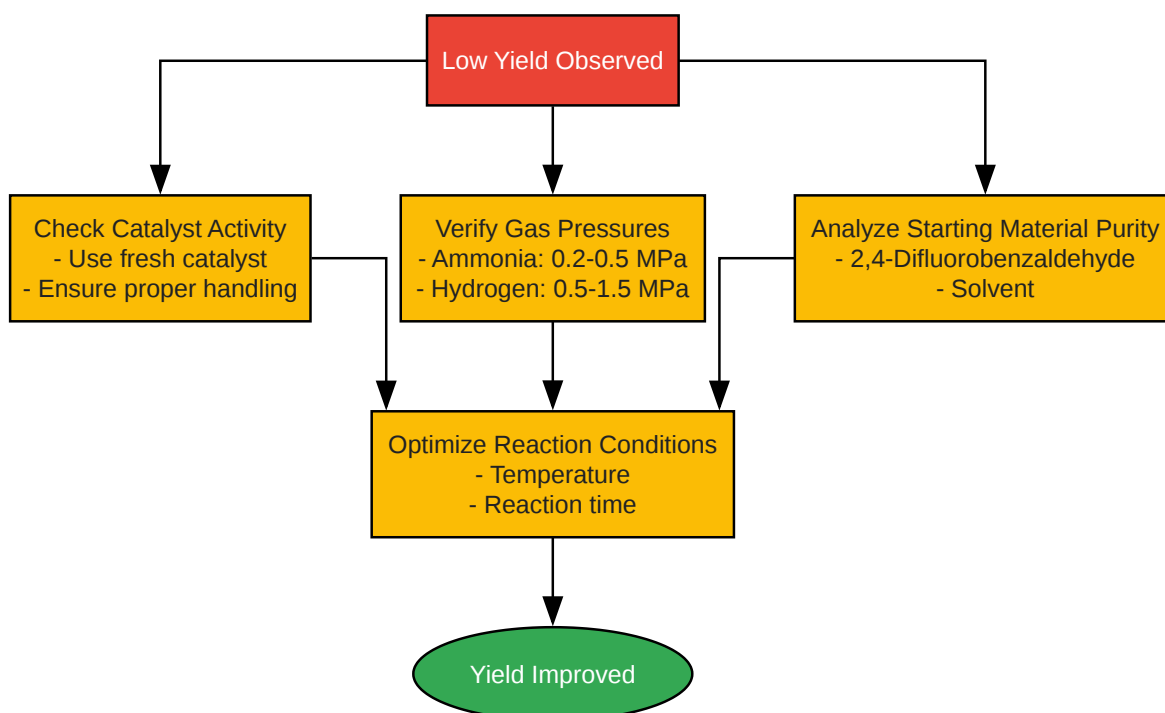 Low Yield Observed
Check Catalyst Activity
- Use fresh catalyst
- Ensure proper handling
Verify Gas Pressures
- Ammonia: 0.2-0.5 MPa
- Hydrogen: 0.5-1.5 MPa
Analyze Starting Material Purity
- 2,4-Difluorobenzaldehyde
- Solvent
Optimize Reaction Conditions
- Temperature
- Reaction time
Yield Improved